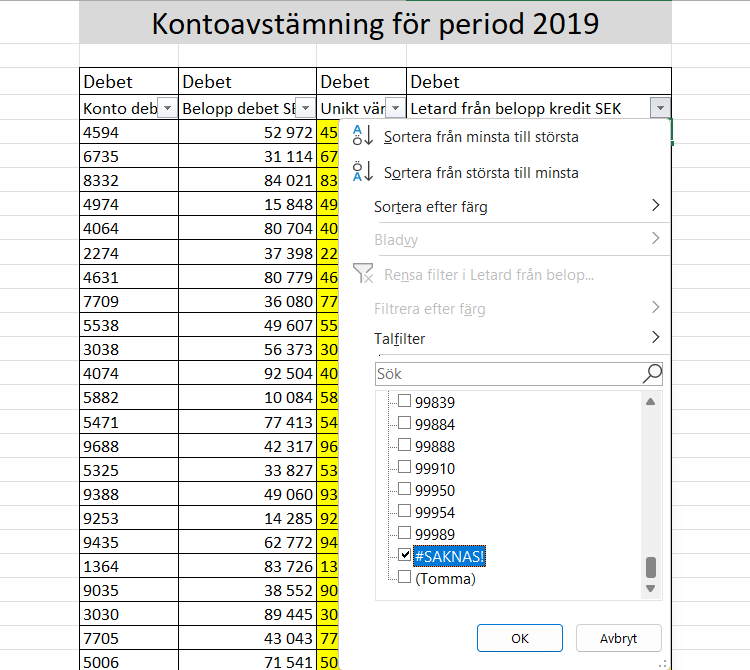 Kontoavstämning för period 2019
Debet Debet Debet Debet
Konto deb Belopp debet SE Unikt vär Letard från belopp kredit SEK
4594 52 972 45
6735 31 114 67
8332 84 021 83
4974 15 848 49
4064 80 704 40
2274 37 398 22
4631 80 779 46
7709 36 080 77
5538 49 607 55
3038 56 373 30
4074 92 504 40
5882 10 084 58
5471 77 413 54
9688 42 317 96
5325 33 827 53
9388 49 060 93
9253 14 285 92
9435 62 772 94
1364 83 726 13
9035 38 552 90
3030 89 445 30
7705 43 043 77
5006 71 541 50
Sortera från minsta till största
Sortera från största till minsta
Sortera efter färg
Bladvy
Rensa filter i Letard från belop...
Filtrera efter färg
Talfilter
Sök
99839
99884
99888
99910
99950
99954
99989
#SAKNAS!
(Tomma)
OK Avbryt